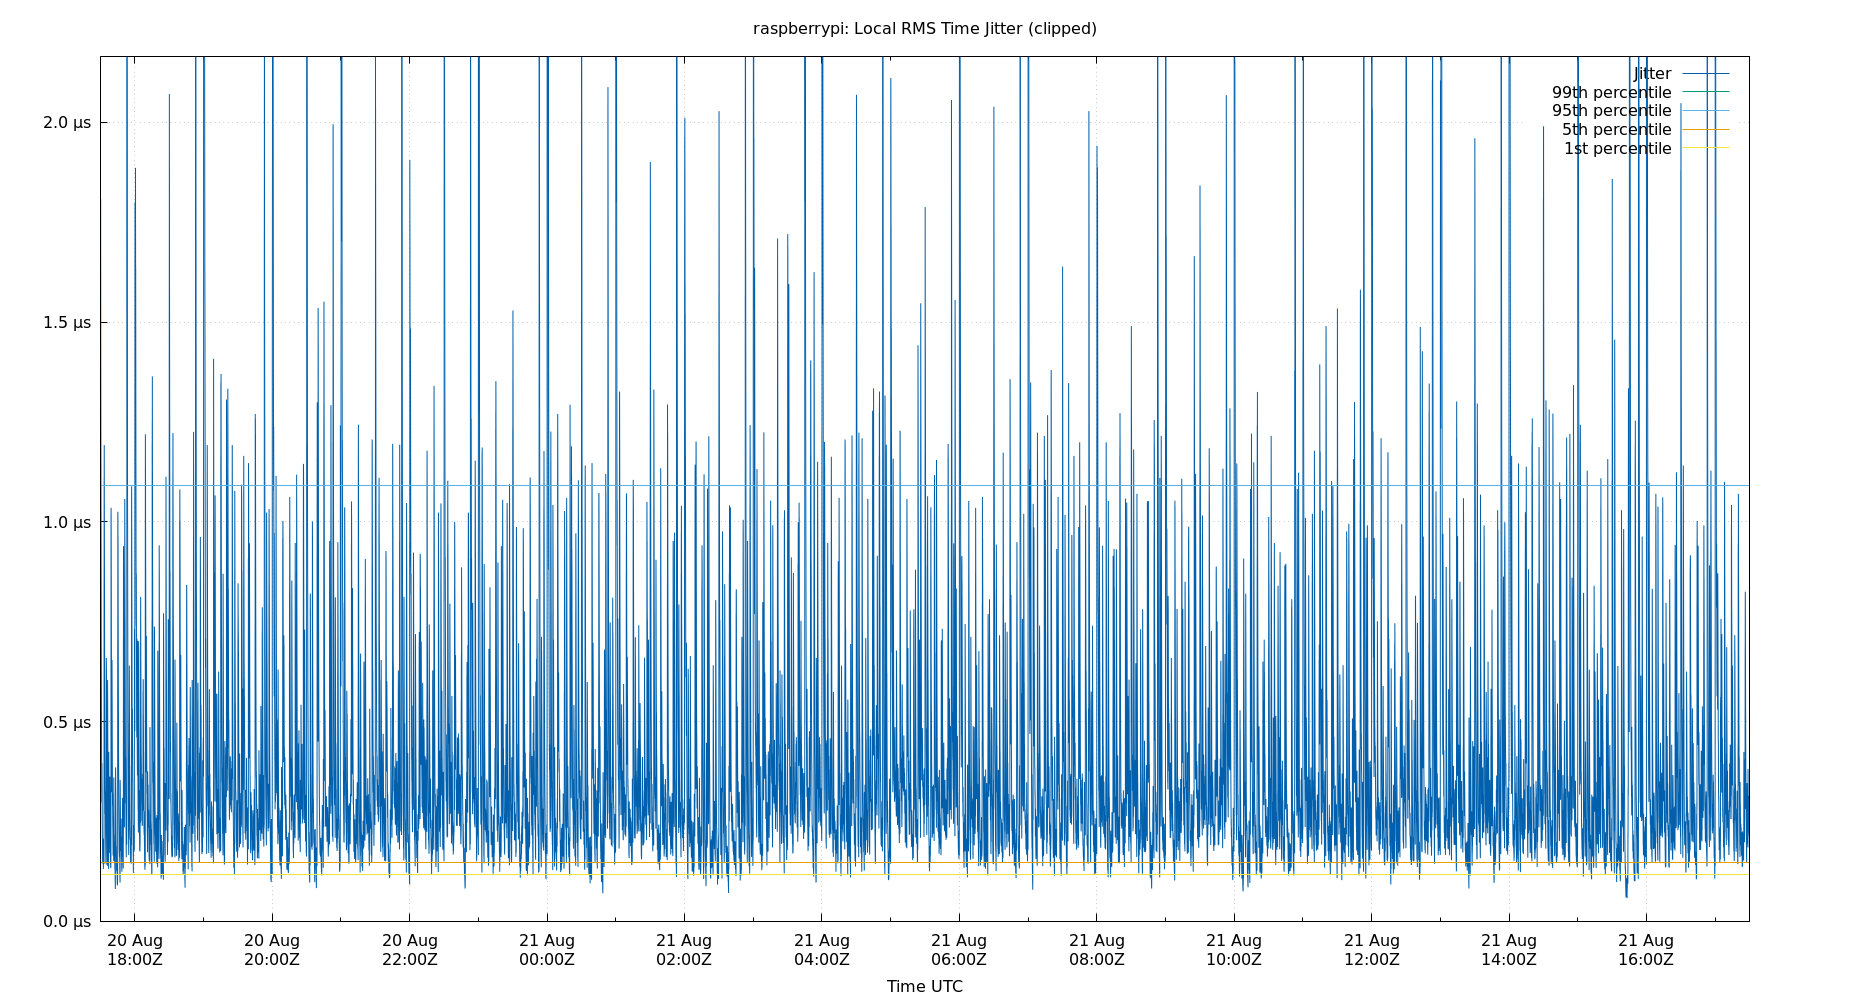 raspberrypi: Local RMS Time Jitter (clipped)
Jitter
99th percentile
95th percentile
5th percentile
1st percentile
2.0 µs
1.5 µs
1.0 µs
0.5 µs
0.0 µs
20 Aug 20 Aug 20 Aug 21 Aug 21 Aug 21 Aug 21 Aug 21 Aug 21 Aug 21 Aug 21 Aug 21 Aug
18:00Z 20:00Z 22:00Z 00:00Z 02:00Z 04:00Z 06:00Z 08:00Z 10:00Z 12:00Z 14:00Z 16:00Z
Time UTC